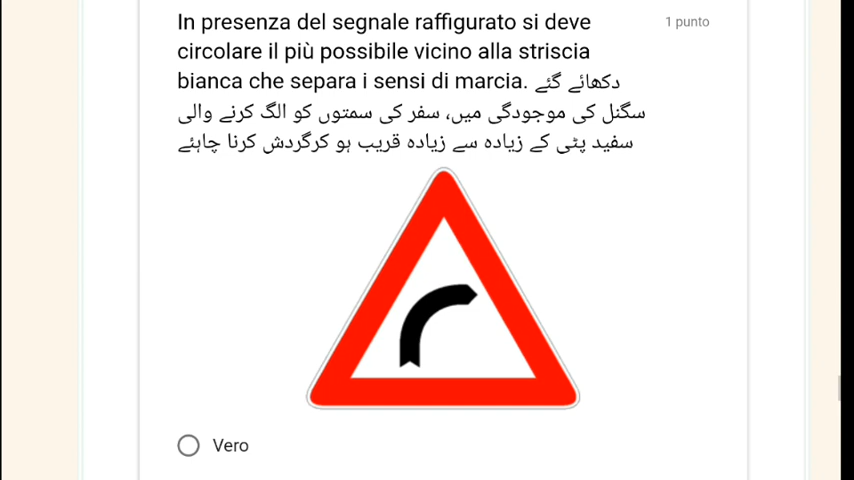 In presenza del segnale raffigurato si deve
1 punto
circolare il più possibile vicino alla striscia
bianca che separa i sensi di marcia. دکھائے گئے
سگنل کی موجودگی میں، سفر کی سمتوں کو الگ کرنے والی
سفید پٹی کے زیادہ سے زیادہ قریب ہو کرگردش کرنا چاہئے
Vero